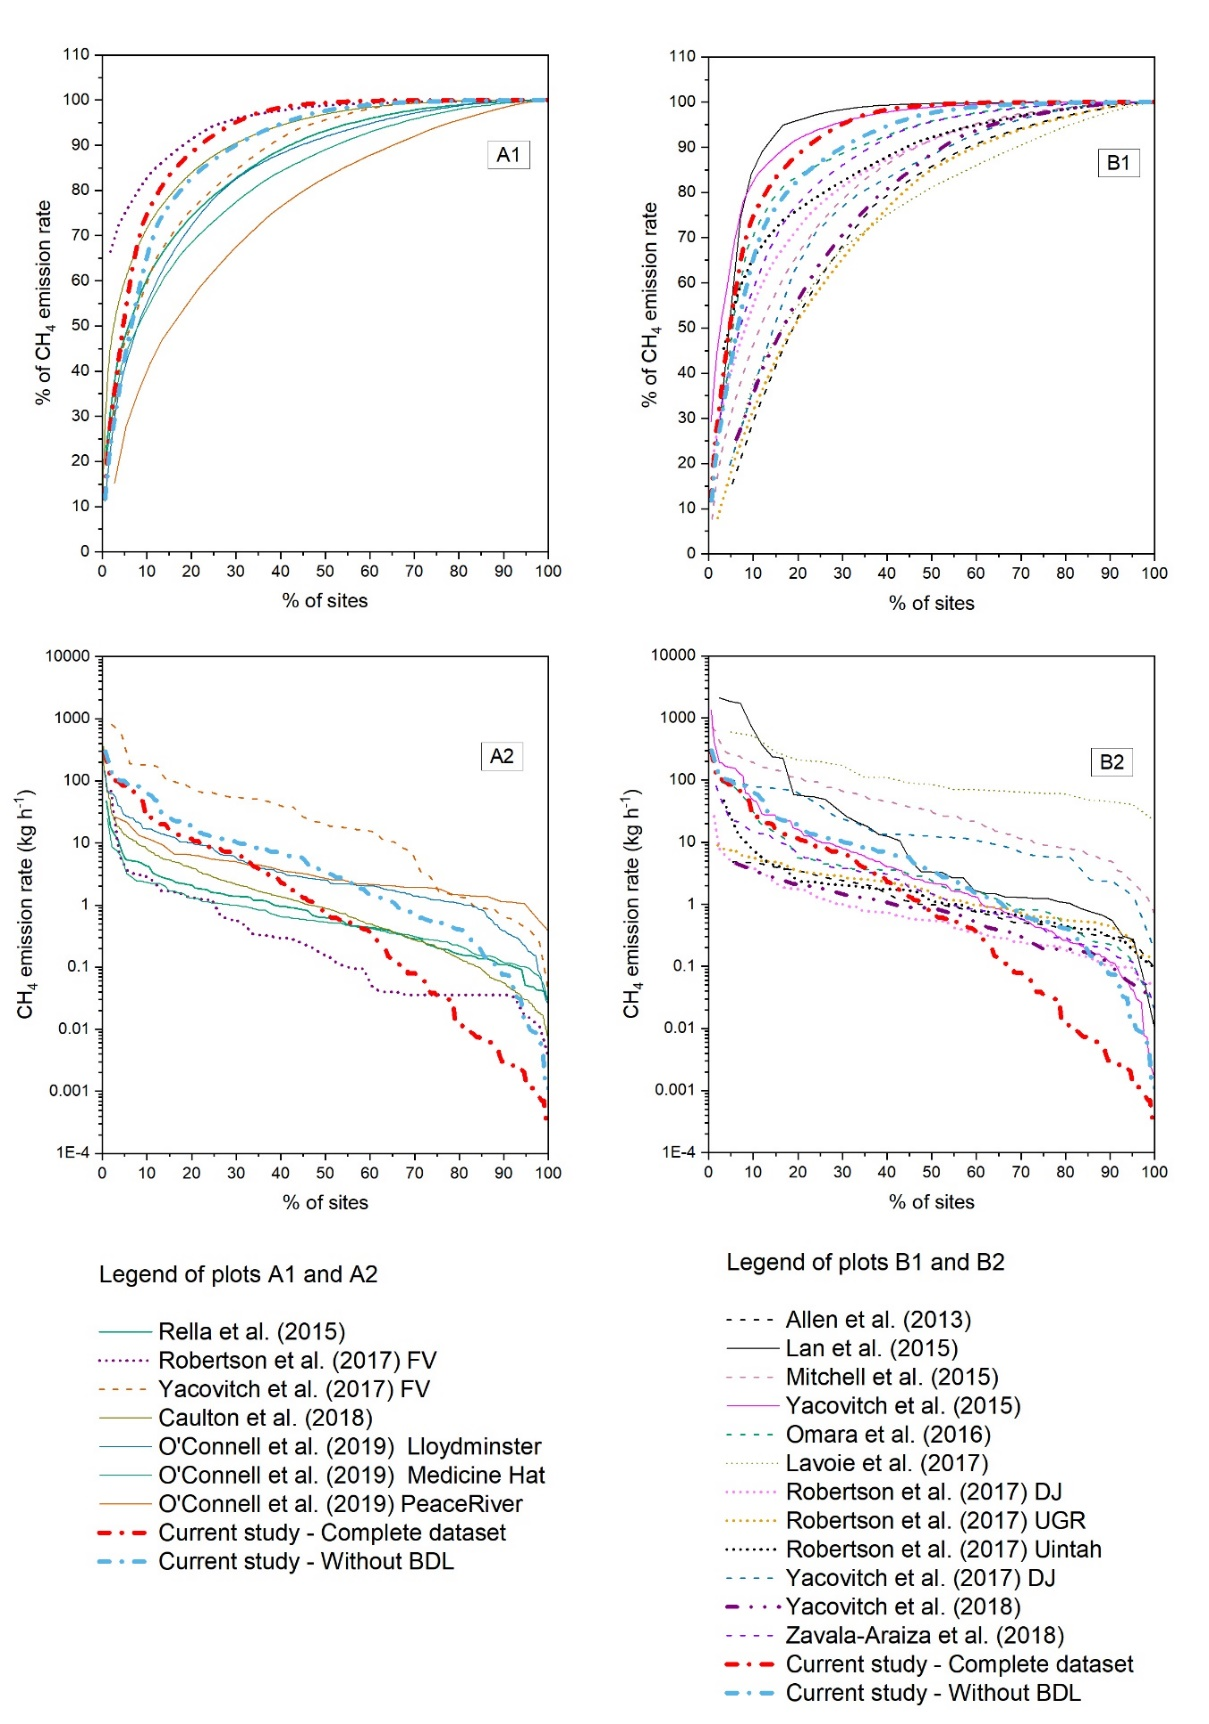 110
100
90
80
70
60
50
40
30
20
10
0
% of CH4 emission rate
A1
0 10 20 30 40 50 60 70 80 90 100
% of sites
110
100
90
80
70
60
50
40
30
20
10
0
% of CH4 emission rate
B1
0 10 20 30 40 50 60 70 80 90 100
% of sites
10000
1000
100
10
1
0.1
0.01
0.001
1E-4
CH4 emission rate (kg h-1)
A2
0 10 20 30 40 50 60 70 80 90 100
% of sites
10000
1000
100
10
1
0.1
0.01
0.001
1E-4
CH4 emission rate (kg h-1)
B2
0 10 20 30 40 50 60 70 80 90 100
% of sites
Legend of plots A1 and A2
Rella et al. (2015)
Robertson et al. (2017) FV
Yacovitch et al. (2017) FV
Caulton et al. (2018)
O'Connell et al. (2019) Lloydminster
O'Connell et al. (2019) Medicine Hat
O'Connell et al. (2019) PeaceRiver
Current study - Complete dataset
Current study - Without BDL
Legend of plots B1 and B2
Allen et al. (2013)
Lan et al. (2015)
Mitchell et al. (2015)
Yacovitch et al. (2015)
Omara et al. (2016)
Lavoie et al. (2017)
Robertson et al. (2017) DJ
Robertson et al. (2017) UGR
Robertson et al. (2017) Uintah
Yacovitch et al. (2017) DJ
Yacovitch et al. (2018)
Zavala-Araiza et al. (2018)
Current study - Complete dataset
Current study - Without BDL